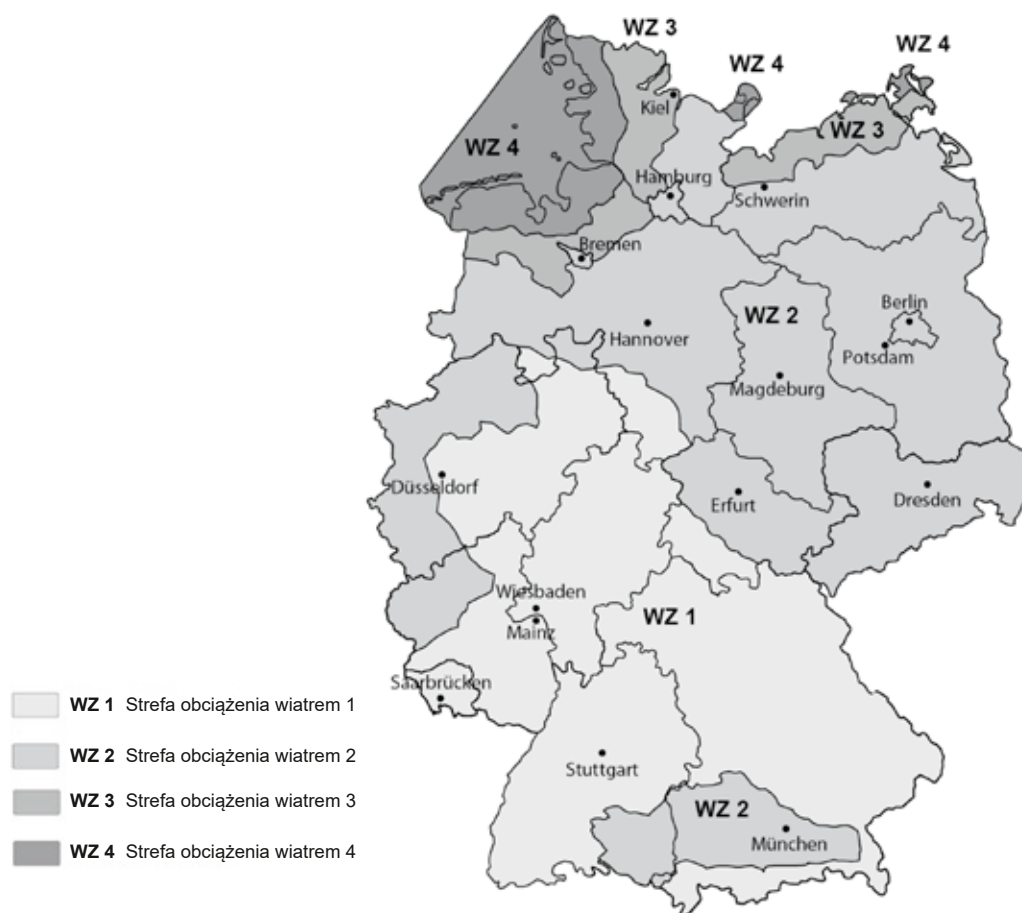 WZ 3
WZ 4
WZ 4
Kiel
WZ 3
WZ 4
Hamburg
Schwerin
Bremen
Berlin
WZ 2
Hannover
Potsdam
Magdeburg
Düsseldorf
Erfurt
Dresden
Wiesbaden
WZ 1
Mainz
Saarbrücken
WZ 1 Strefa obciążenia wiatrem 1
WZ 2 Strefa obciążenia wiatrem 2
Stuttgart
WZ 3 Strefa obciążenia wiatrem 3
WZ 2
München
WZ 4 Strefa obciążenia wiatrem 4